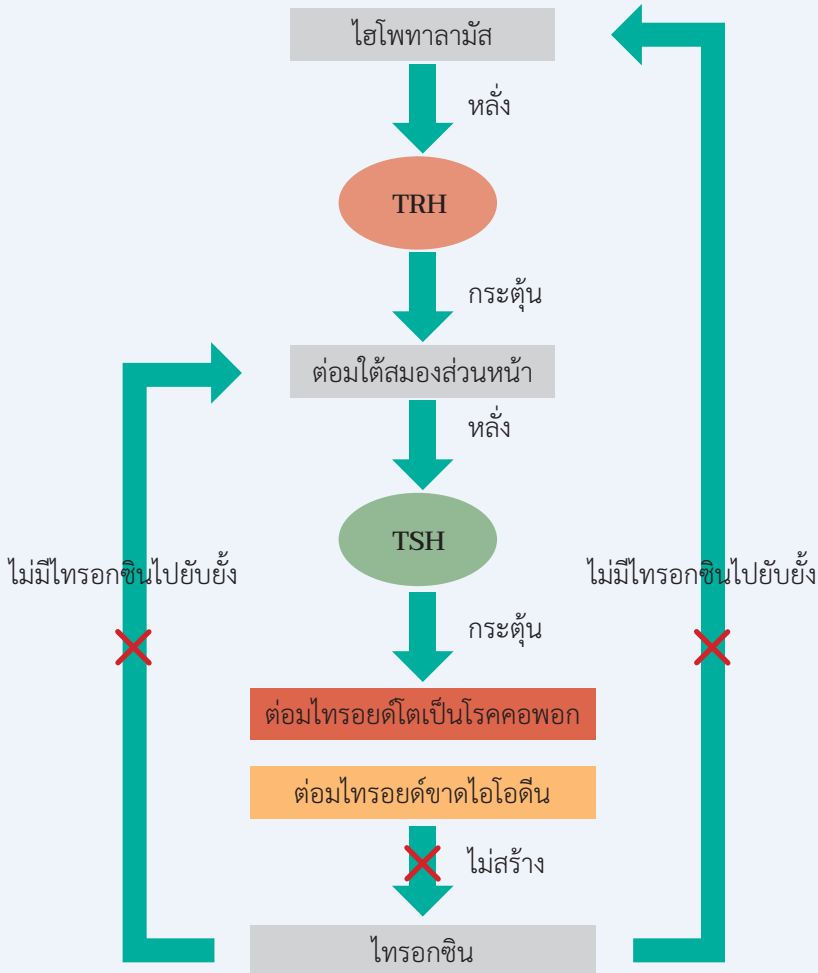 ไฮโพทาลามัส
หลั่ง
TRH
กระตุ้น
ต่อมใต้สมองส่วนหน้า
หลั่ง
TSH
ไม่มีไทรอกซินไปยับยั้ง
ไม่มีไทรอกซินไปยับยั้ง
กระตุ้น
ต่อมไทรอยด์โตเป็นโรคคอพอก
ต่อมไทรอยด์ขาดไอโอดีน
ไม่สร้าง
ไทรอกซิน